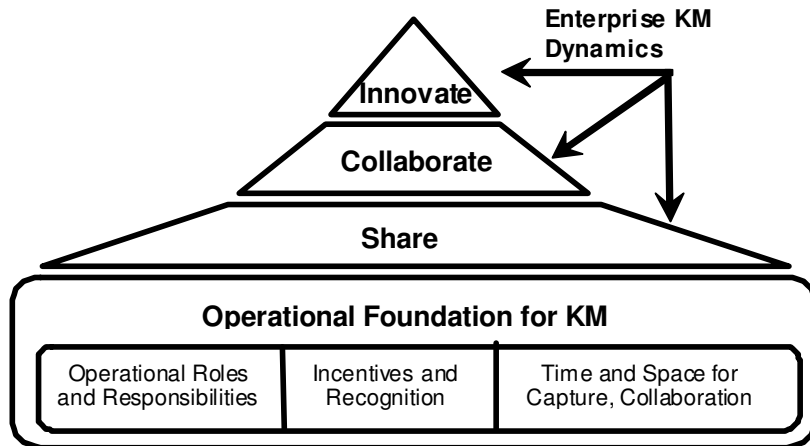 Enterprise KM
Dynamics
Innovate
Collaborate
Share
Operational Foundation for KM
Operational Roles
and Responsibilities
Incentives and
Recognition
Time and Space for
Capture, Collaboration